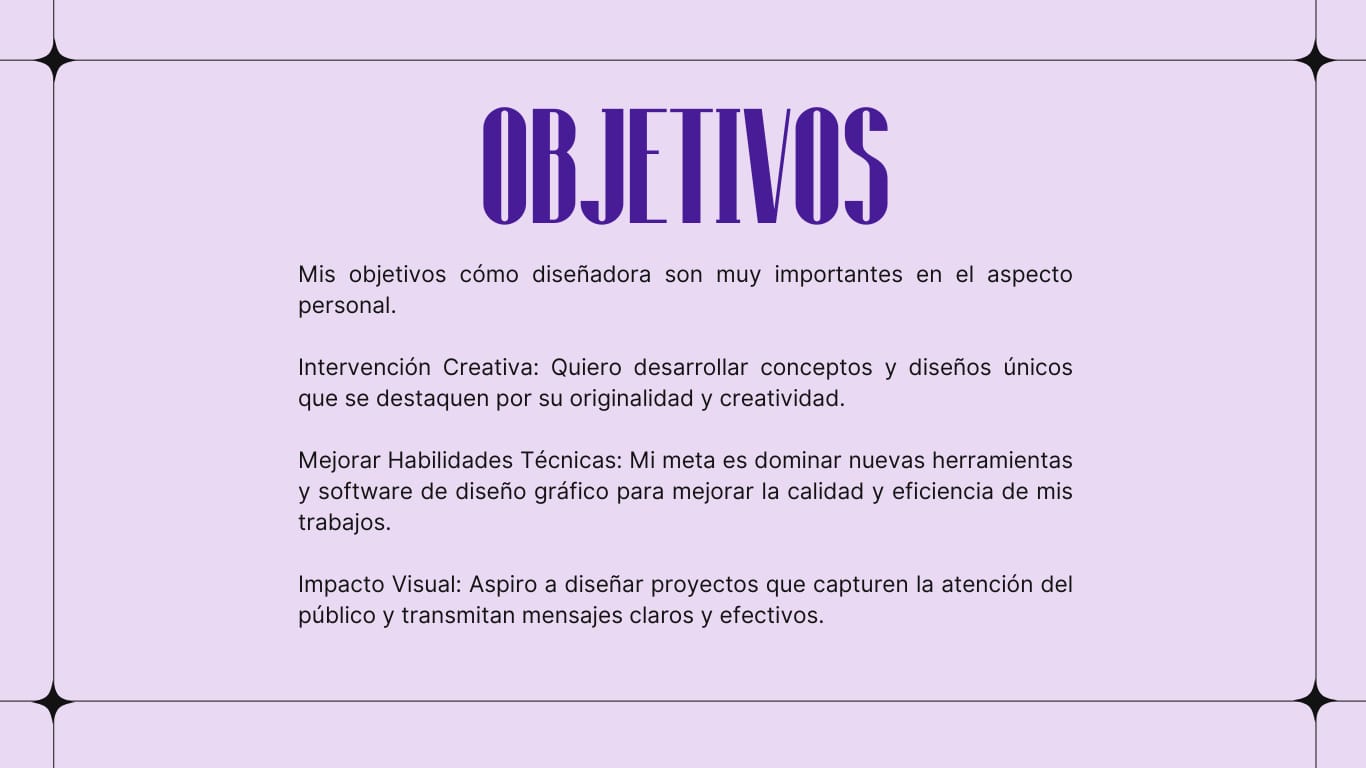 OBJETIVOS
Mis objetivos cómo diseñadora son muy importantes en el aspecto
personal.
Intervención Creativa: Quiero desarrollar conceptos y diseños únicos
que se destaquen por su originalidad y creatividad.
Mejorar Habilidades Técnicas: Mi meta es dominar nuevas herramientas
y software de diseño gráfico para mejorar la calidad y eficiencia de mis
trabajos.
Impacto Visual: Aspiro a diseñar proyectos que capturen la atención del
público y transmitan mensajes claros y efectivos.